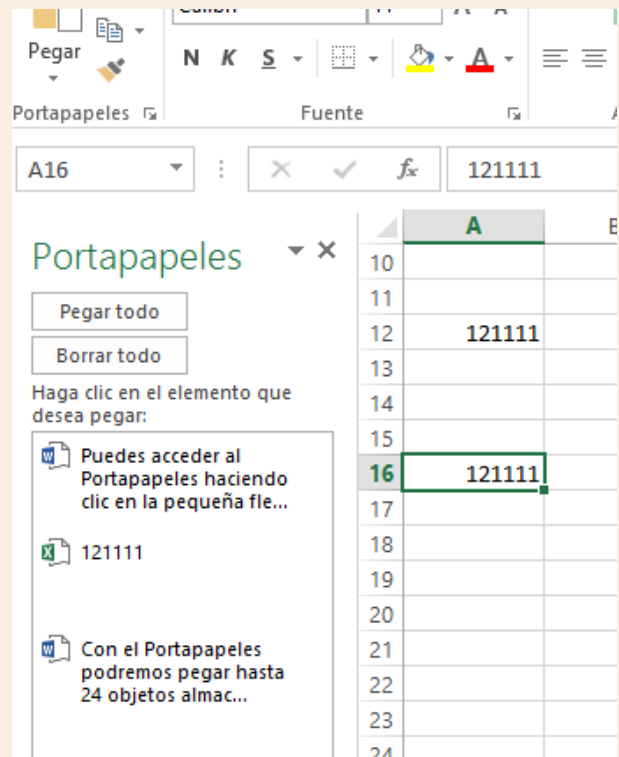 Pegar
N K S A
Portapapeles Fuente
A16 fx 121111
Portapapeles
Pegar todo
Borrar todo
Haga clic en el elemento que
desea pegar:
Puedes acceder al
Portapapeles haciendo
clic en la pequeña fle...
121111
Con el Portapapeles
podremos pegar hasta
24 objetos almac...
A
10
11
12 121111
13
14
15
16 121111
17
18
19
20
21
22
23
24